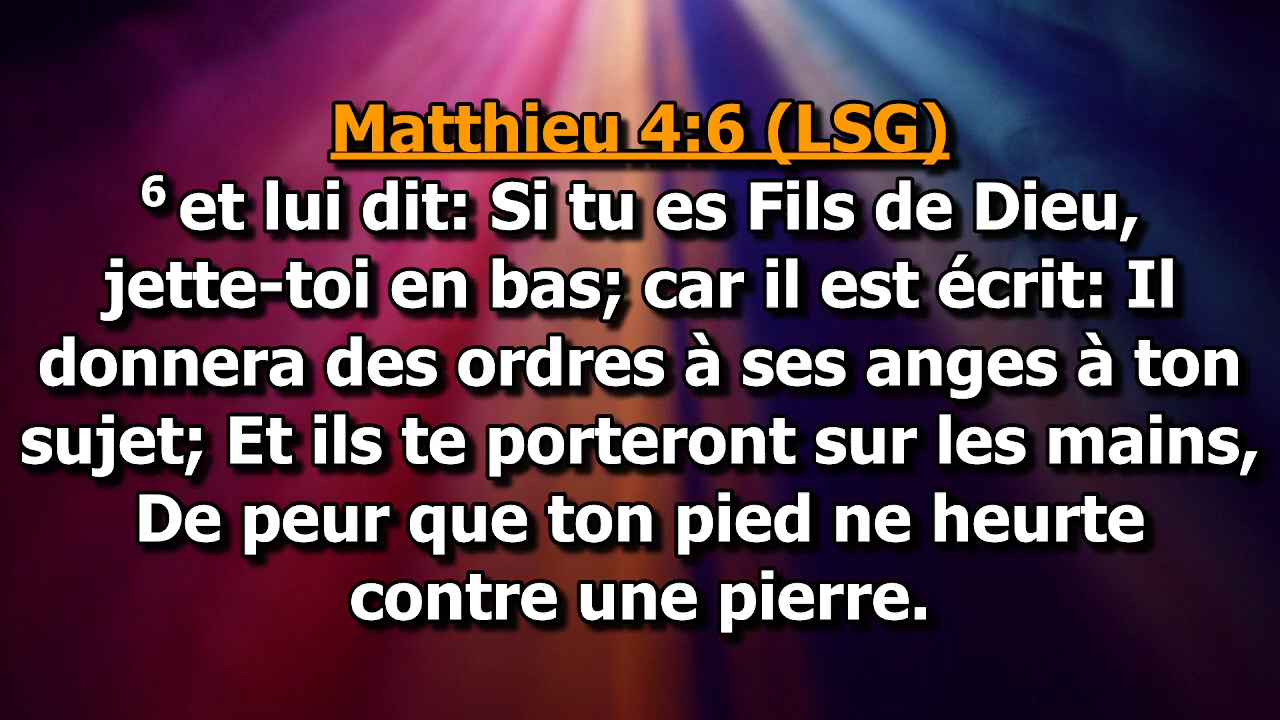 Matthieu 4:6 (LSG)
6 et lui dit: Si tu es Fils de Dieu,
jette-toi en bas; car il est écrit: Il
donnera des ordres à ses anges à ton
sujet; Et ils te porteront sur les mains,
De peur que ton pied ne heurte
contre une pierre.